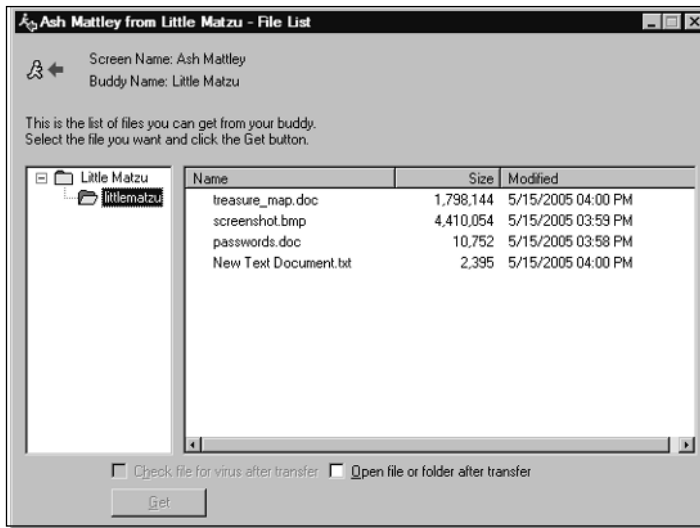 Ash Mattley from Little Matzu - File List
Screen Name: Ash Mattley
Buddy Name: Little Matzu
This is the list of files you can get from your buddy.
Select the file you want and click the Get button.
Little Matzu
littlematzu
Name Size Modified
treasure_map.doc 1,798,144 5/15/2005 04:00 PM
screenshot.bmp 4,410,054 5/15/2005 03:59 PM
passwords.doc 10,752 5/15/2005 03:58 PM
New Text Document.txt 2,395 5/15/2005 04:00 PM
Check file for virus after transfer Open file or folder after transfer
Get